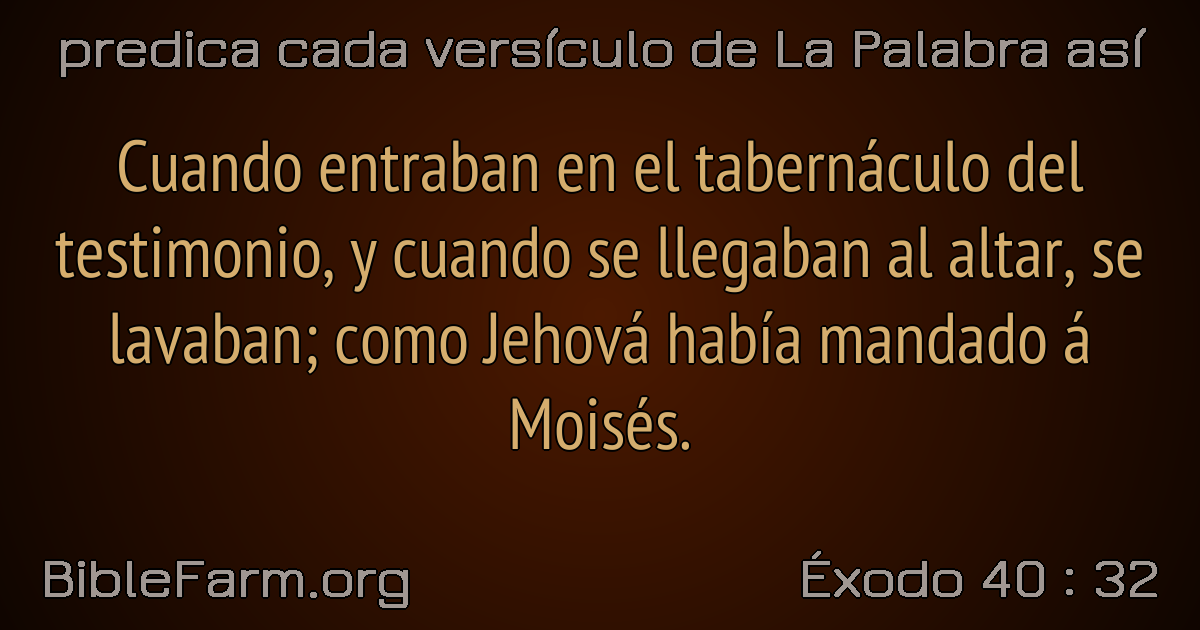 predica cada versículo de La Palabra así
Cuando entraban en el tabernáculo del
testimonio, y cuando se llegaban al altar, se
lavaban; como Jehová había mandado á
Moisés.
BibleFarm.org
Éxodo 40 : 32